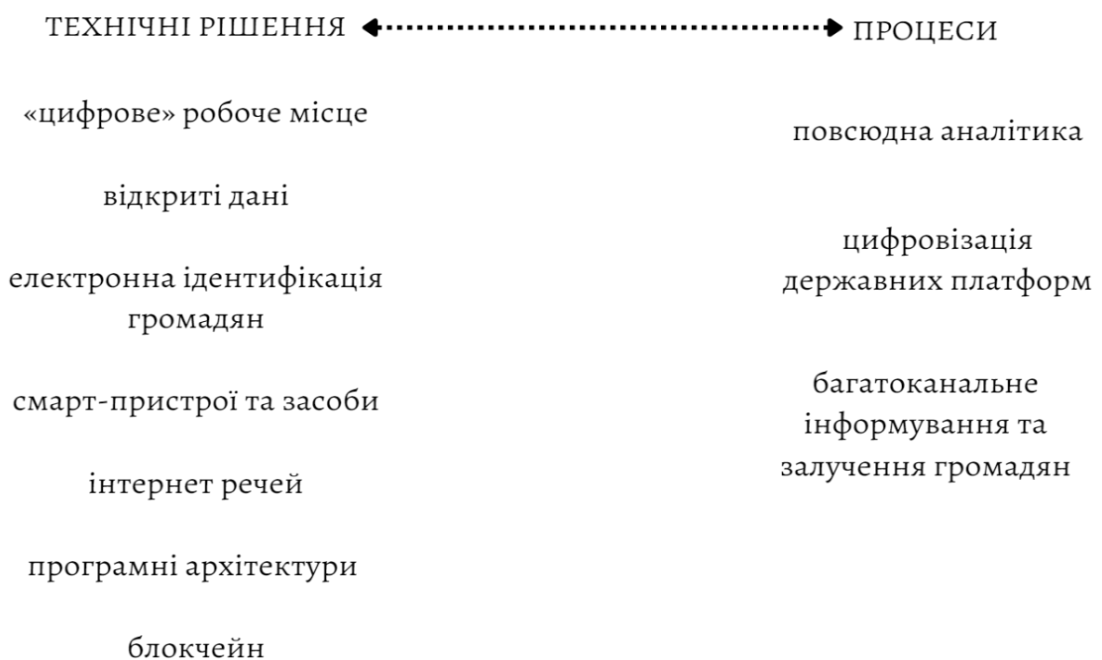 ТЕХНІЧНІ РІШЕННЯ
«цифрове» робоче місце
відкриті дані
електронна ідентифікація
громадян
смарт-пристрої та засоби
інтернет речей
програмні архітектури
блокчейн
ПРОЦЕСИ
повсюдна аналітика
цифровізація
державних платформ
багатоканальне
інформування та
залучення громадян